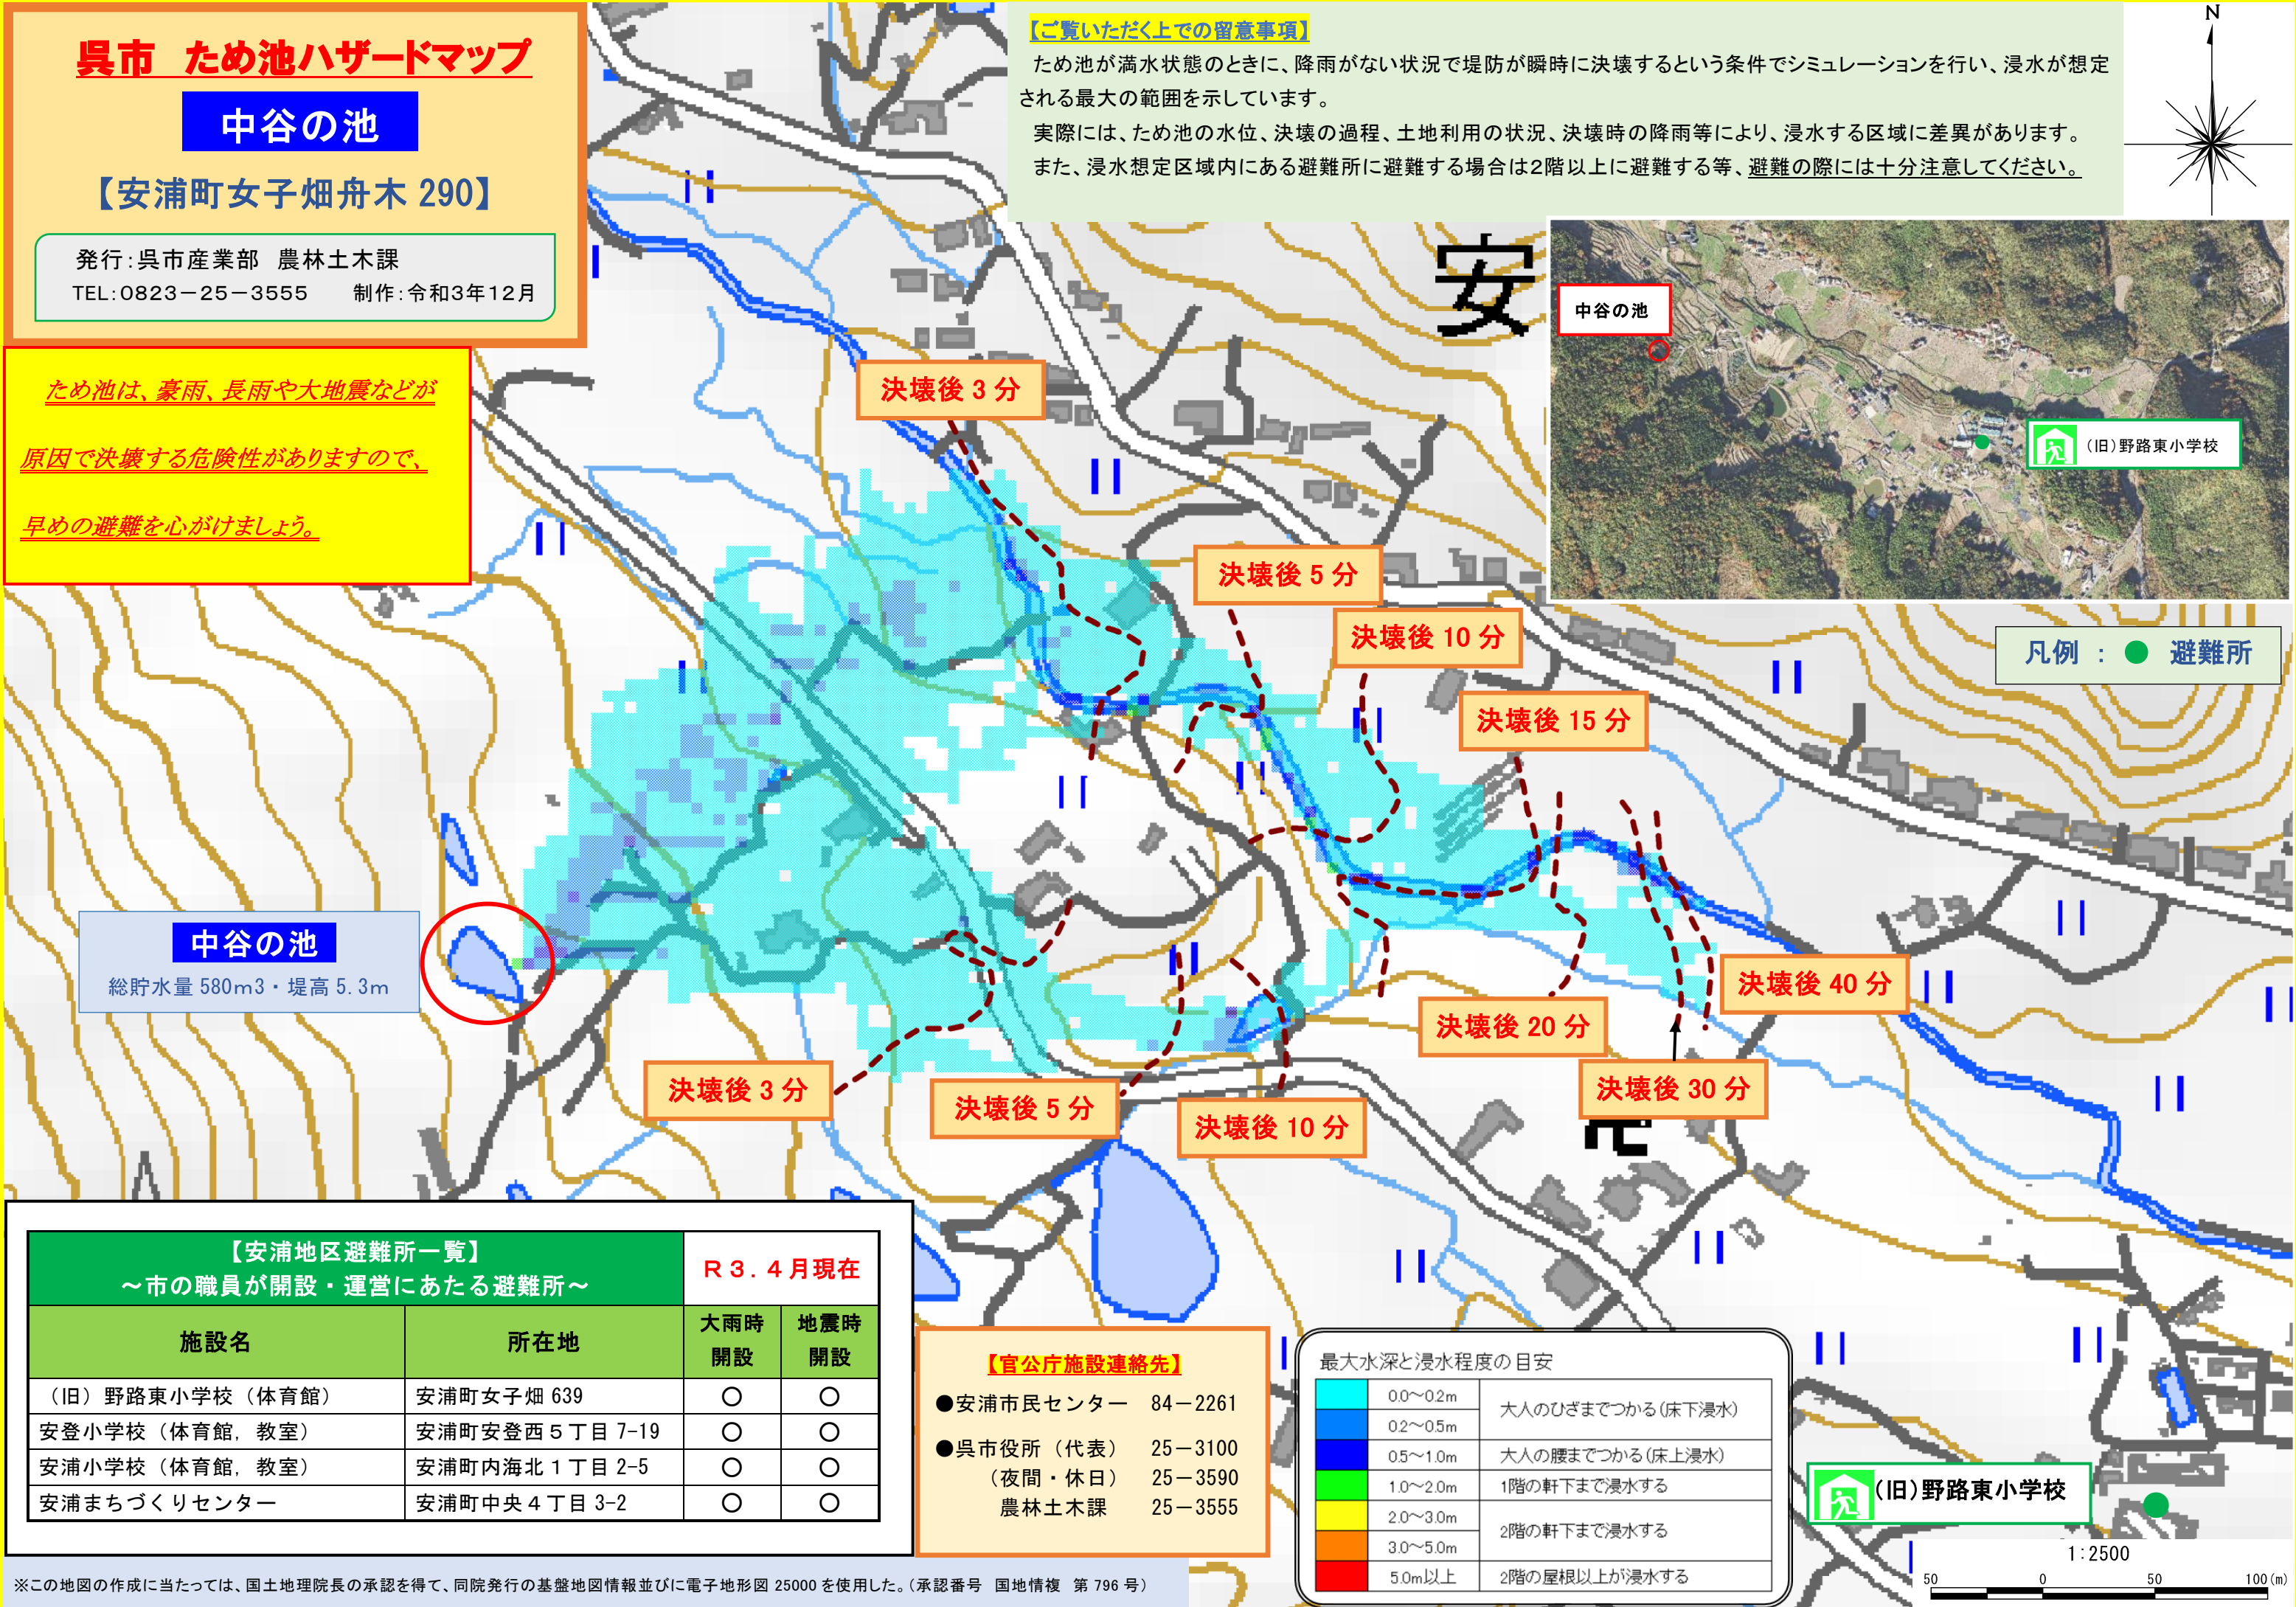 呉市　ため池ハザードマップ
中谷の池
【安浦町女子畑舟木 290】
発行：呉市産業部　農林土木課
TEL：0823－25－3555　制作：令和3年12月
ため池は、豪雨、長雨や大地震などが
原因で決壊する危険性がありますので、
早めの避難を心がけましょう。
【ご覧いただく上での留意事項】
ため池が満水状態のときに、降雨がない状況で堤防が瞬時に決壊するという条件でシミュレーションを行い、浸水が想定
される最大の範囲を示しています。
実際には、ため池の水位、決壊の過程、土地利用の状況、決壊時の降雨等により、浸水する区域に差異があります。
また、浸水想定区域内にある避難所に避難する場合は2階以上に避難する等、避難の際には十分注意してください。
N
安
中谷の池
（旧）野路東小学校
凡例 ： ● 避難所
決壊後 3 分
決壊後 5 分
決壊後 10 分
決壊後 15 分
中谷の池
総貯水量 580m3・堤高 5.3m
決壊後 40 分
決壊後 20 分
決壊後 30 分
決壊後 3 分
決壊後 5 分
決壊後 10 分
【安浦地区避難所一覧】
～市の職員が開設・運営にあたる避難所～
Ｒ３．４月現在
施設名　所在地　大雨時開設　地震時開設
（旧）野路東小学校（体育館）　安浦町女子畑 639　○　○
安登小学校（体育館，教室）　安浦町安登西５丁目 7-19　○　○
安浦小学校（体育館，教室）　安浦町内海北１丁目 2-5　○　○
安浦まちづくりセンター　安浦町中央４丁目 3-2　○　○
【官公庁施設連絡先】
●安浦市民センター　84－2261
●呉市役所（代表）　25－3100
（夜間・休日）　25－3590
農林土木課　25－3555
最大水深と浸水程度の目安
0.0～0.2m　大人のひざまでつかる（床下浸水）
0.2～0.5m
0.5～1.0m　大人の腰までつかる（床上浸水）
1.0～2.0m　1階の軒下まで浸水する
2.0～3.0m　2階の軒下まで浸水する
3.0～5.0m
5.0m以上　2階の屋根以上が浸水する
（旧）野路東小学校
1：2500
50　0　50　100（m）
※この地図の作成に当たっては、国土地理院長の承認を得て、同院発行の基盤地図情報並びに電子地形図 25000 を使用した。（承認番号　国地情複　第 796 号）